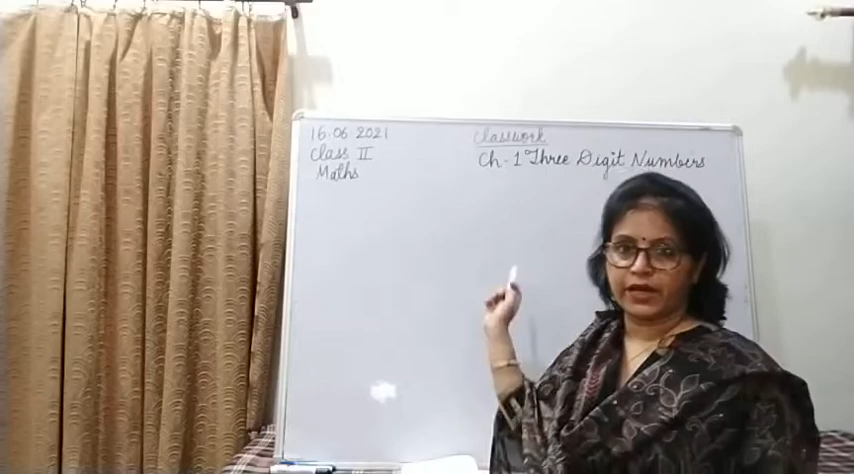 16.06.2021
Classwork
Class II
Ch-1 Three Digit Numbers
Maths